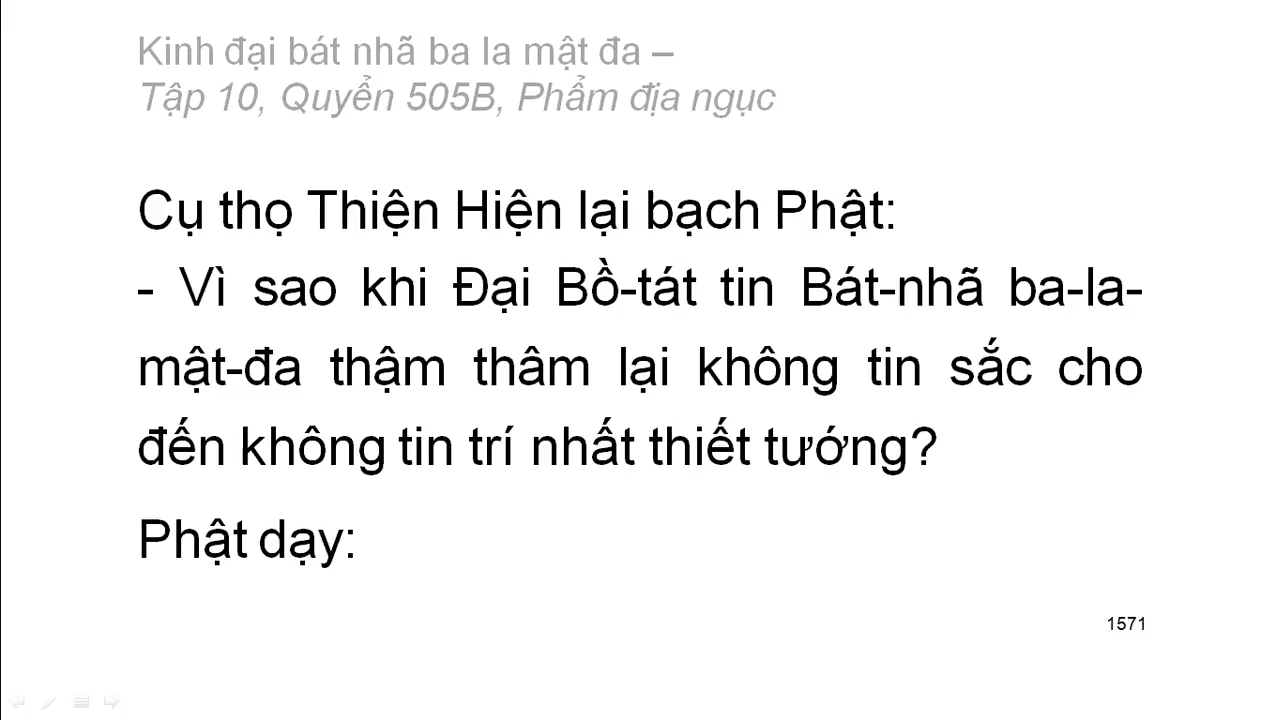 Kinh đại bát nhã ba la mật đa –
Tập 10, Quyển 505B, Phẩm địa ngục
Cụ thọ Thiện Hiện lại bạch Phật:
- Vì sao khi Đại Bồ-tát tin Bát-nhã ba-la-
mật-đa thậm thâm lại không tin sắc cho
đến không tin trí nhất thiết tướng?
Phật dạy:
1571